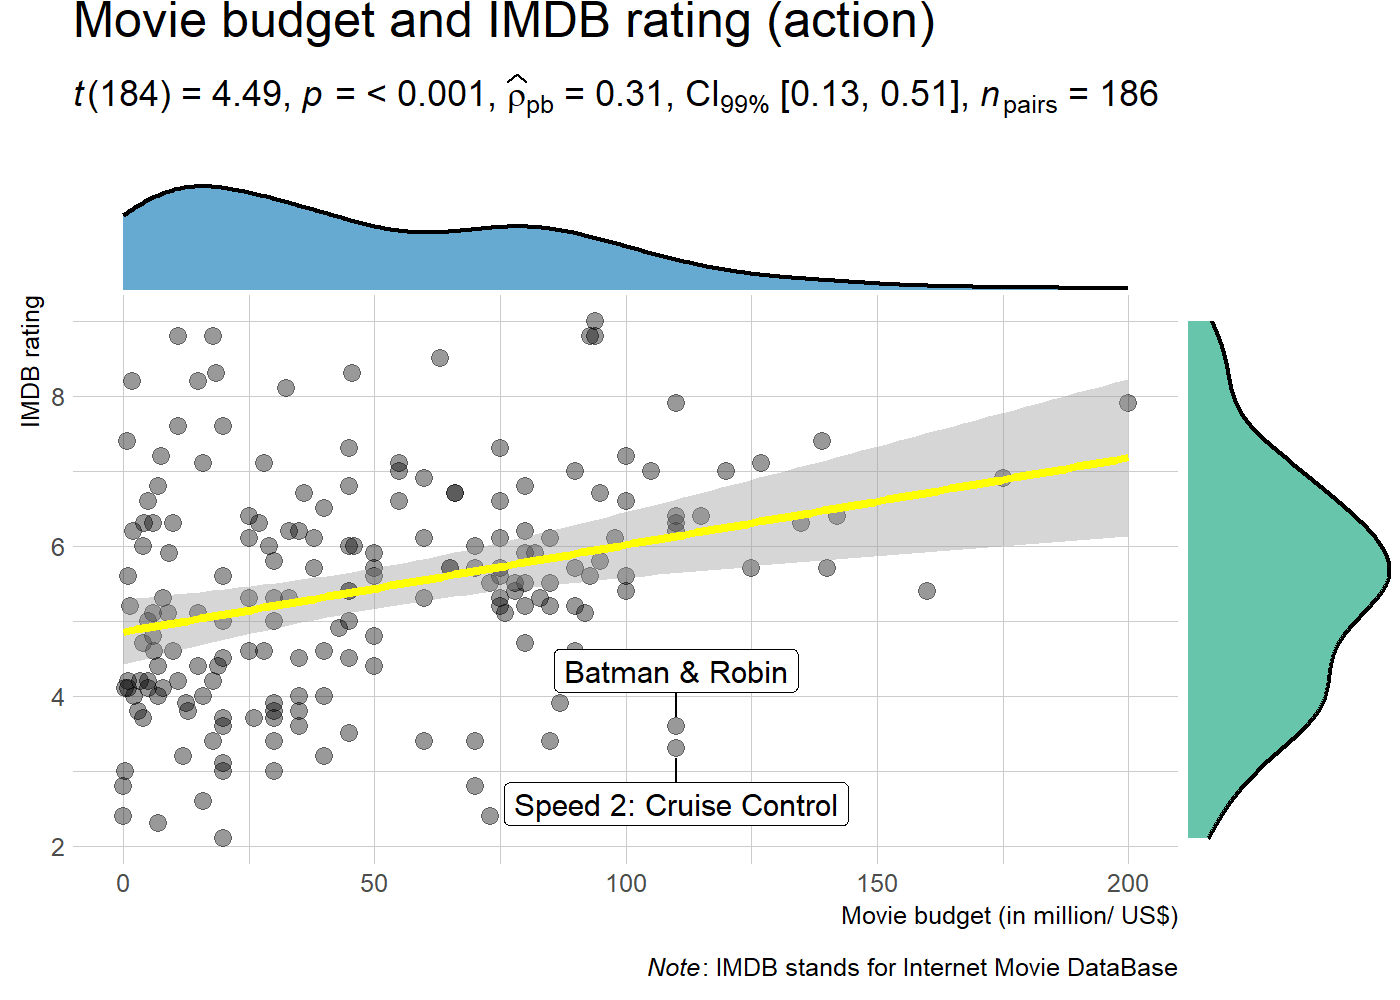 Movie budget and IMDB rating (action)
t(184) = 4.49, p = < 0.001, ρ̂pb = 0.31, CI99% [0.13, 0.51], npairs = 186
IMDB rating
8
6
4
2
Batman & Robin
Speed 2: Cruise Control
0 50 100 150 200
Movie budget (in million/ US$)
Note: IMDB stands for Internet Movie DataBase